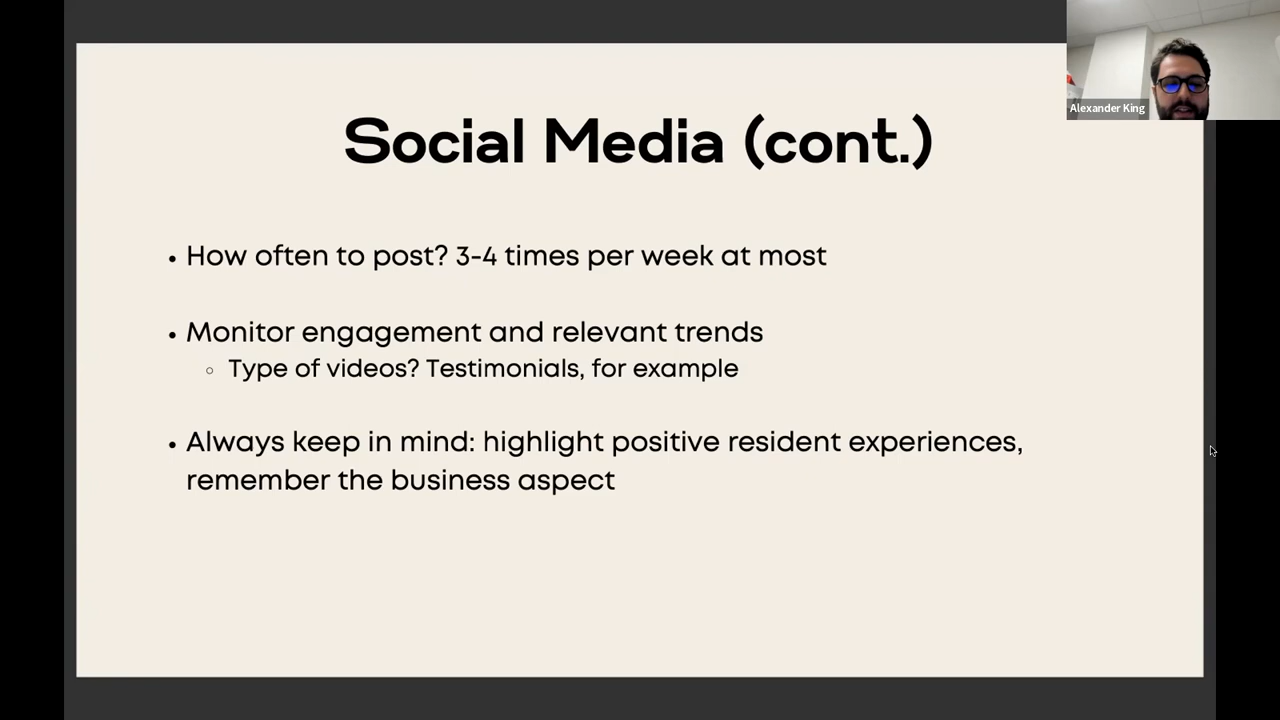 Alexander King
Social Media (cont.)
• How often to post? 3-4 times per week at most
• Monitor engagement and relevant trends
◦ Type of videos? Testimonials, for example
• Always keep in mind: highlight positive resident experiences,
remember the business aspect